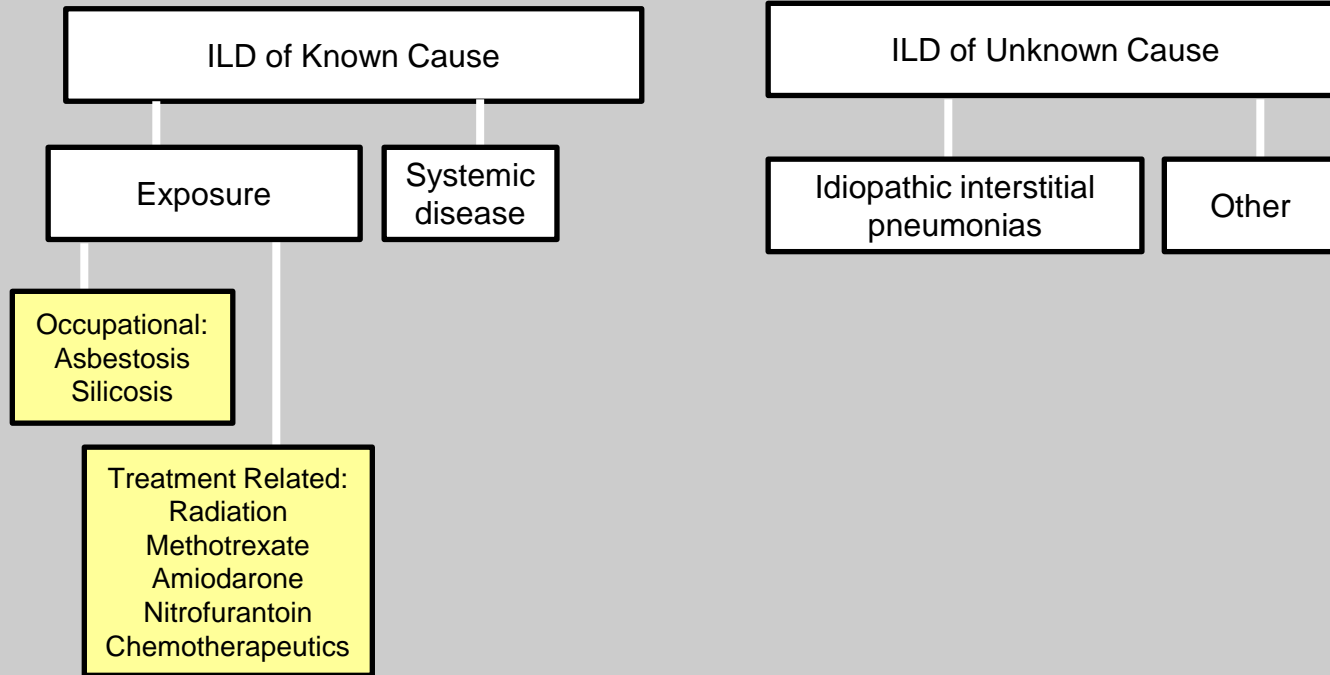 ILD of Known Cause
ILD of Unknown Cause
Exposure
Systemic
disease
Idiopathic interstitial
pneumonias
Other
Occupational:
Asbestosis
Silicosis
Treatment Related:
Radiation
Methotrexate
Amiodarone
Nitrofurantoin
Chemotherapeutics